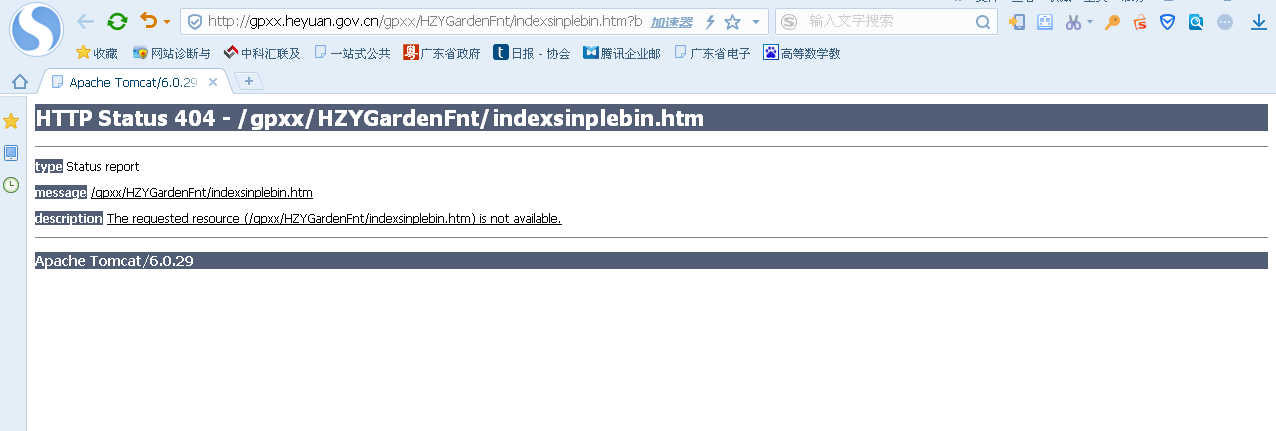 http://gpxx.heyuan.gov.cn/gpxx/HZYGardenFnt/indexsinplebin.htm?b 加速器 输入文字搜索
收藏 网站诊断与 中科汇联及 一站式公共 广东省政府 日报 - 协会 腾讯企业邮 广东省电子 高等数学教
Apache Tomcat/6.0.29
HTTP Status 404 - /gpxx/HZYGardenFnt/indexsinplebin.htm
type Status report
message /gpxx/HZYGardenFnt/indexsinplebin.htm
description The requested resource (/gpxx/HZYGardenFnt/indexsinplebin.htm) is not available.
Apache Tomcat/6.0.29